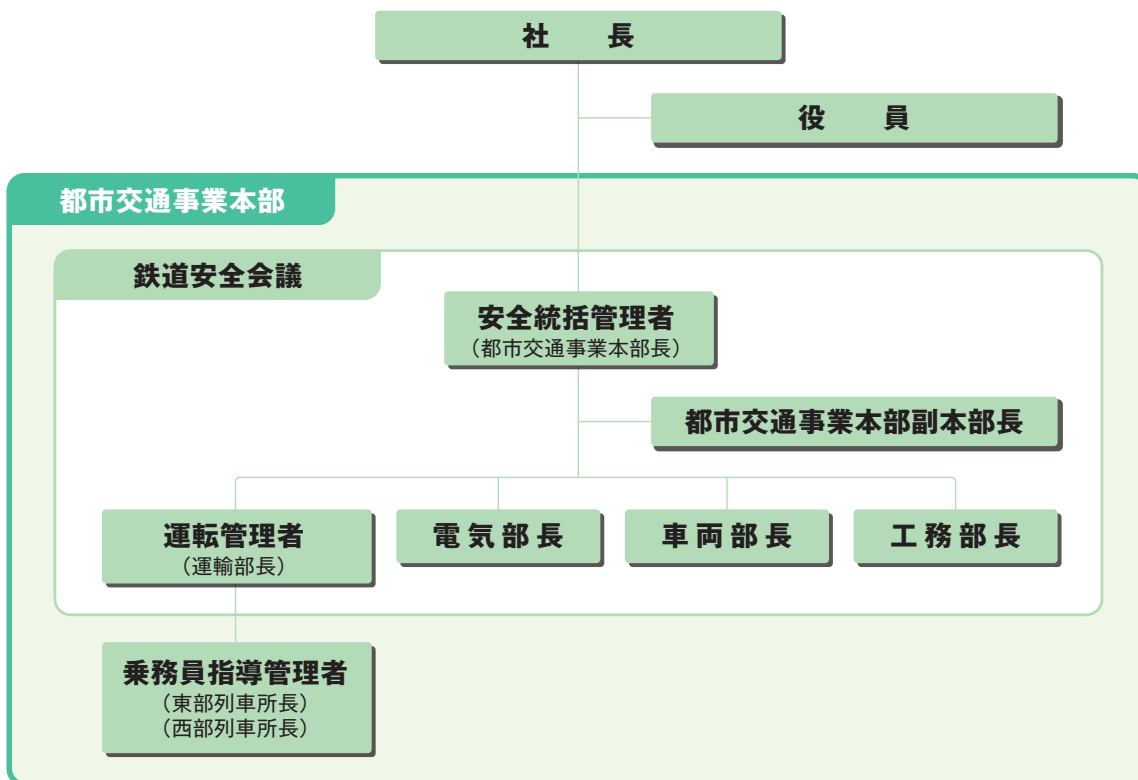 社　長
役　員
都市交通事業本部
鉄道安全会議
安全統括管理者
（都市交通事業本部長）
都市交通事業本部副本部長
運転管理者
（運輸部長）
電気部長
車両部長
工務部長
乗務員指導管理者
（東部列車所長）
（西部列車所長）